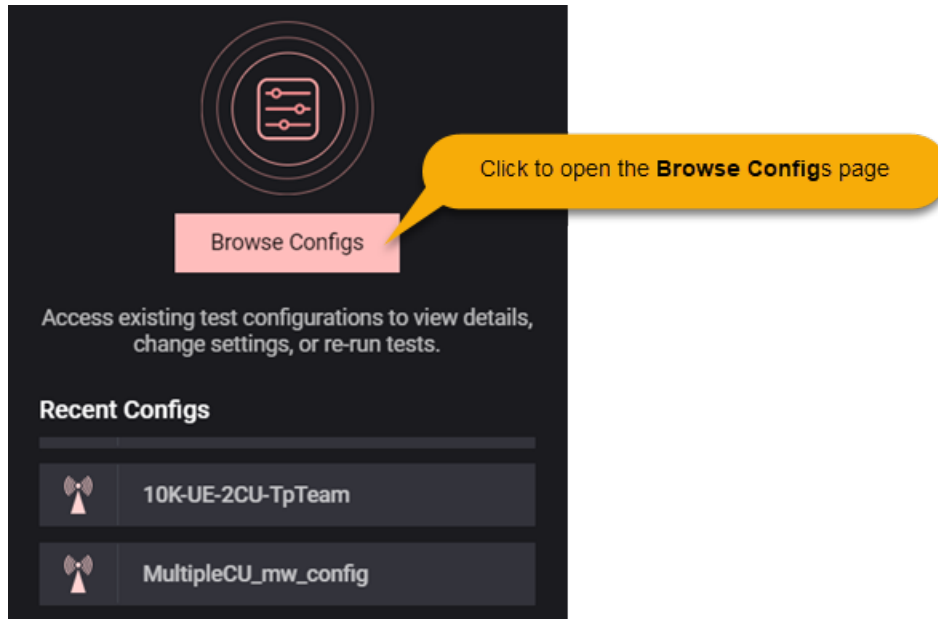 Click to open the Browse Configs page
Browse Configs
Access existing test configurations to view details,
change settings, or re-run tests.
Recent Configs
10K-UE-2CU-TpTeam
MultipleCU_mw_config